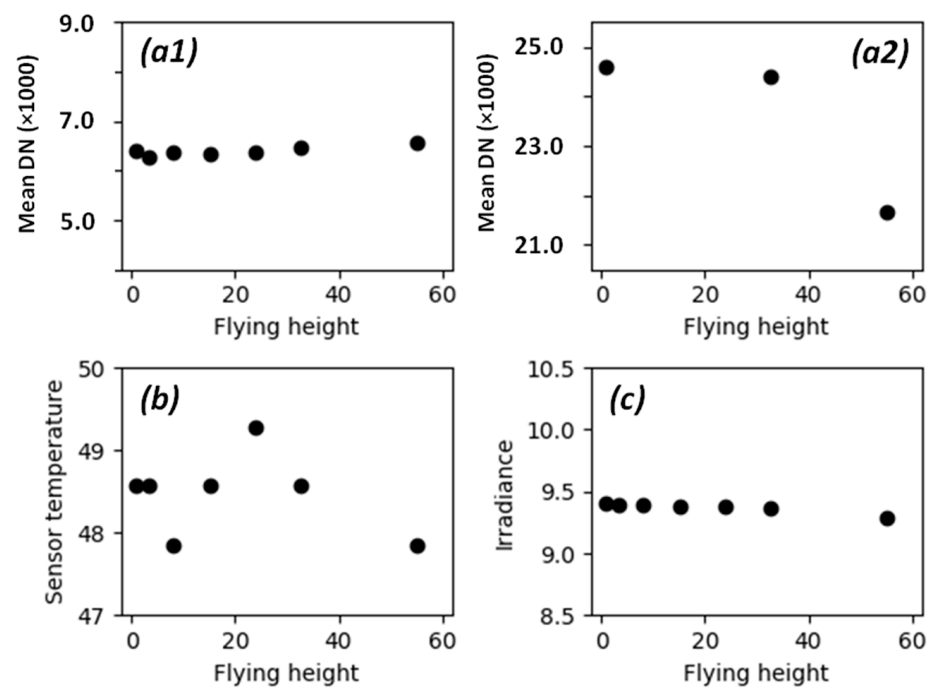 9.0
7.0
5.0
Mean DN (×1000)
(a1)
0 20 40 60
Flying height
25.0
23.0
21.0
Mean DN (×1000)
(a2)
0 20 40 60
Flying height
50
49
48
47
Sensor temperature
(b)
0 20 40 60
Flying height
10.5
10.0
9.5
9.0
8.5
Irradiance
(c)
0 20 40 60
Flying height